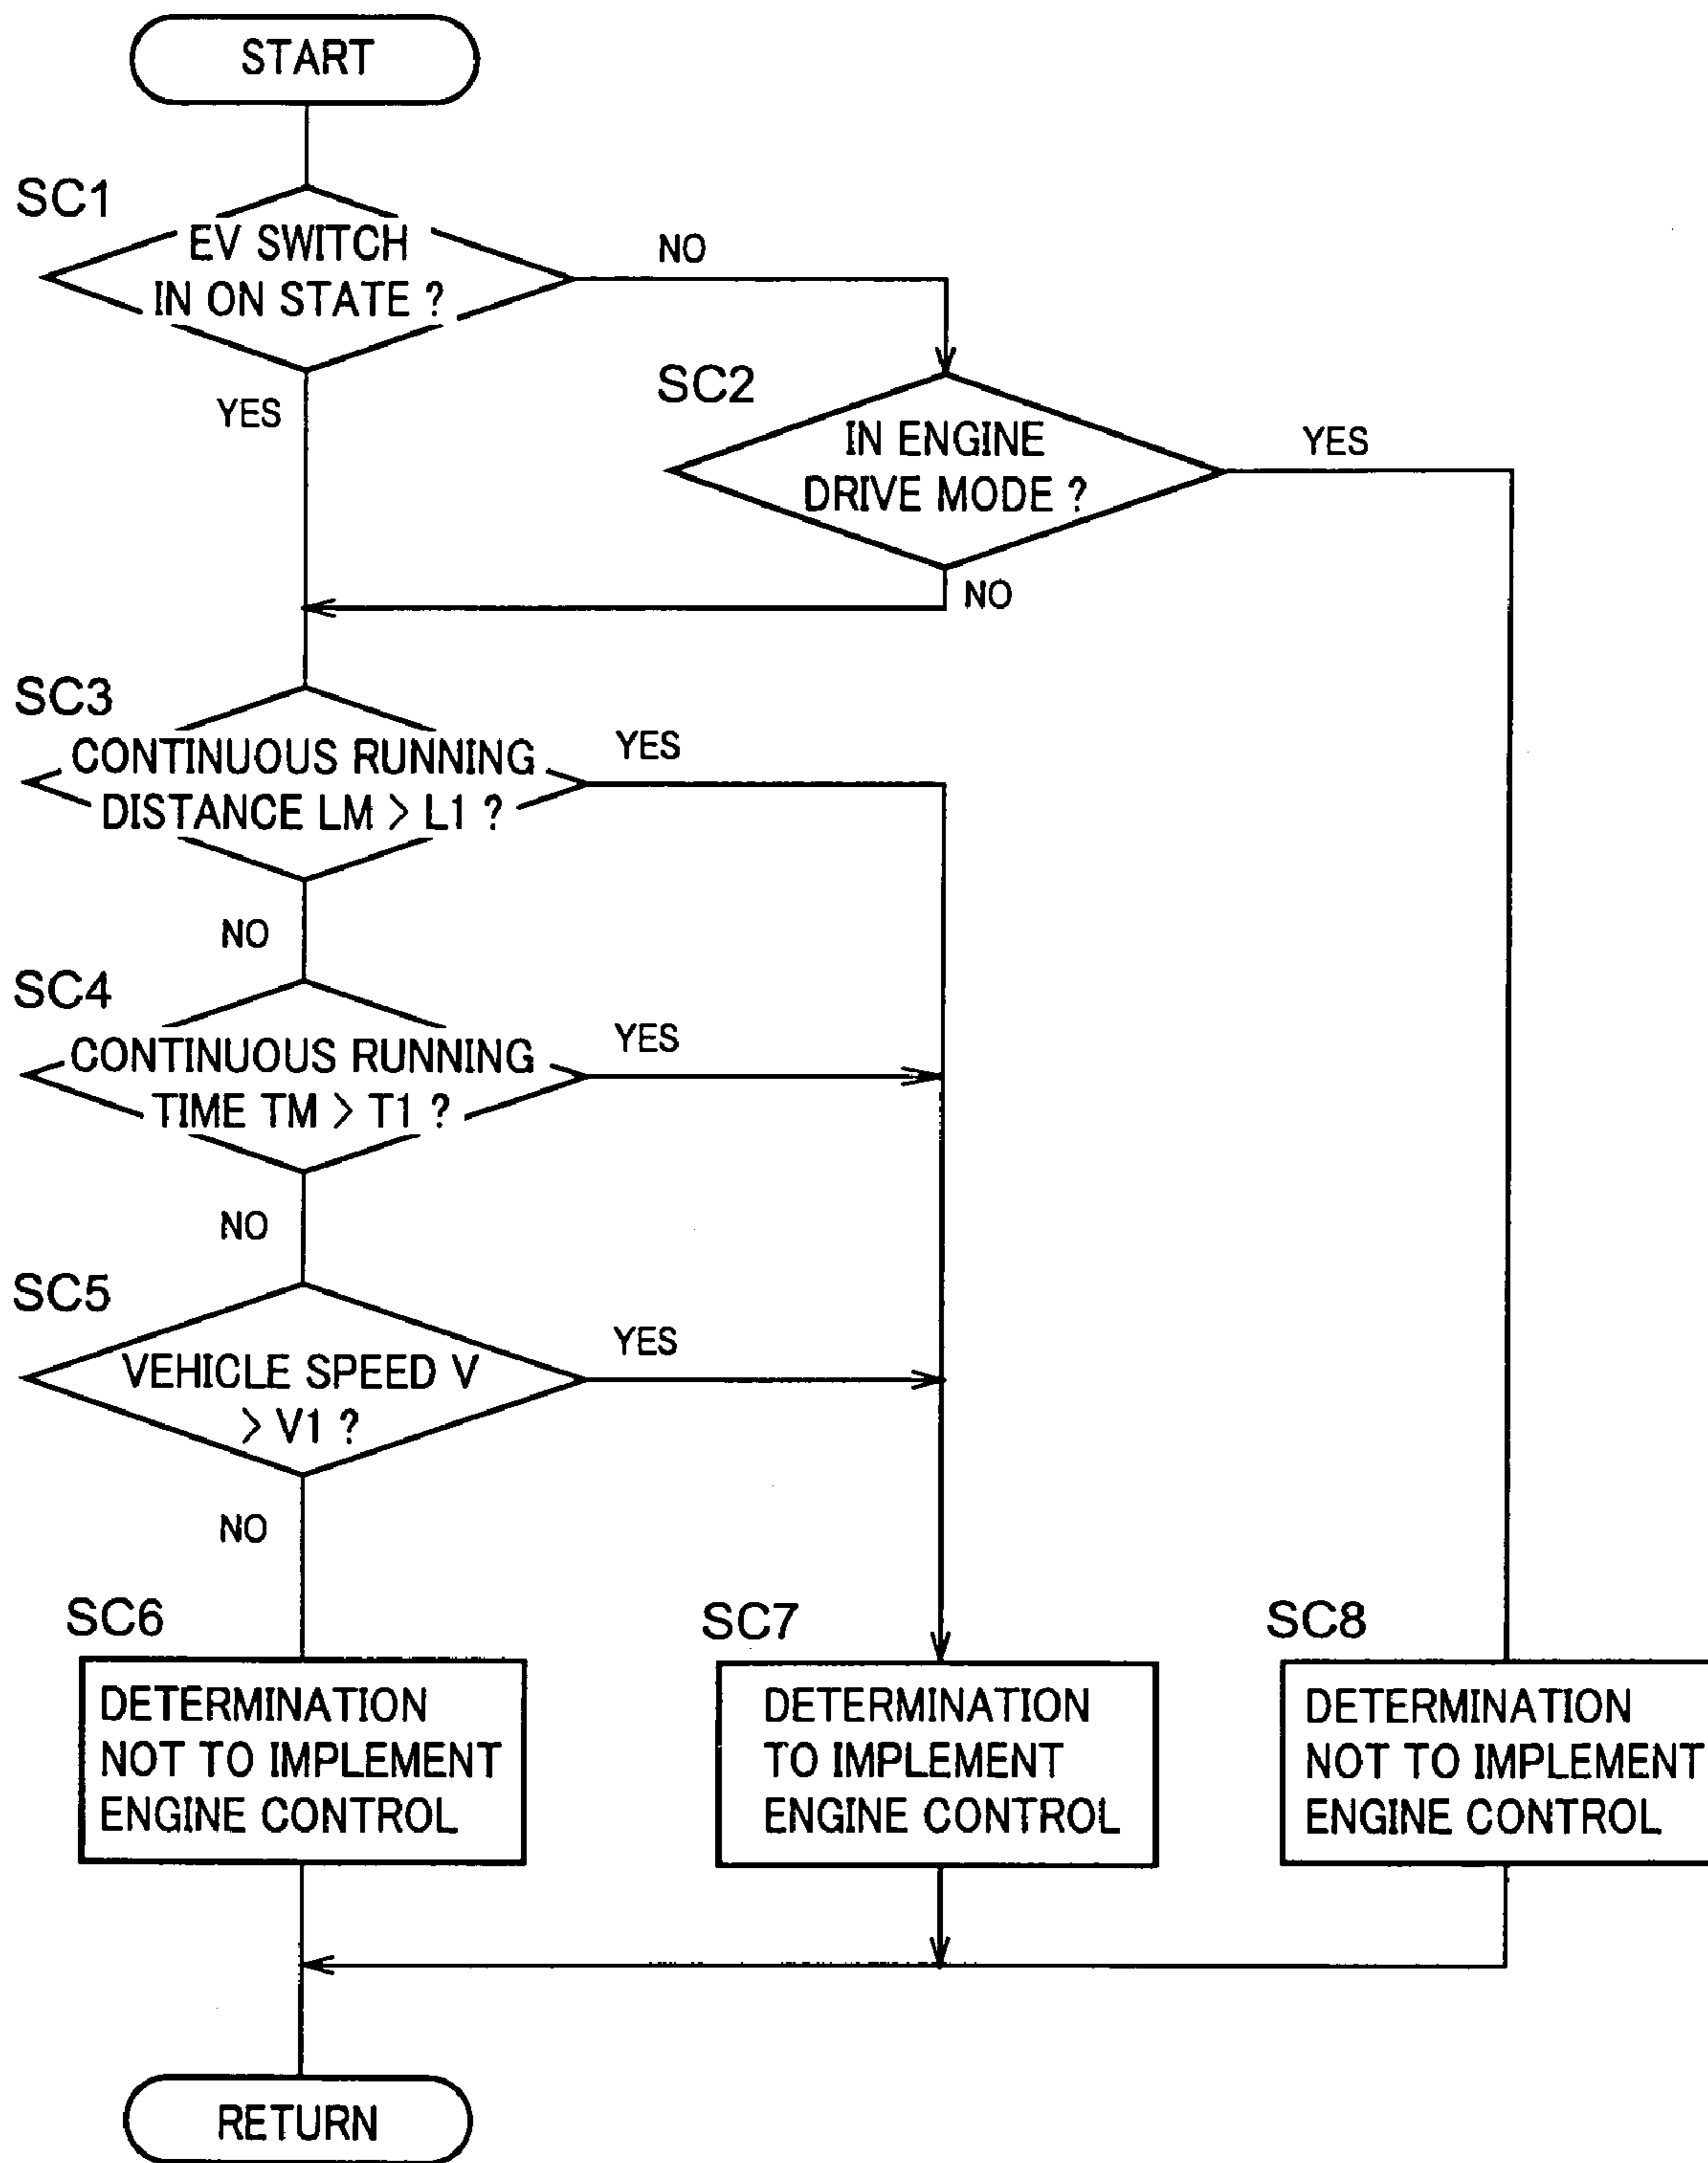 START
SC1
EV SWITCH
IN ON STATE ?
NO
YES
SC2
IN ENGINE
DRIVE MODE ?
YES
NO
SC3
CONTINUOUS RUNNING
DISTANCE LM > L1 ?
YES
NO
SC4
CONTINUOUS RUNNING
TIME TM > T1 ?
YES
NO
SC5
VEHICLE SPEED V
> V1 ?
YES
NO
SC6
DETERMINATION
NOT TO IMPLEMENT
ENGINE CONTROL
SC7
DETERMINATION
TO IMPLEMENT
ENGINE CONTROL
SC8
DETERMINATION
NOT TO IMPLEMENT
ENGINE CONTROL
RETURN